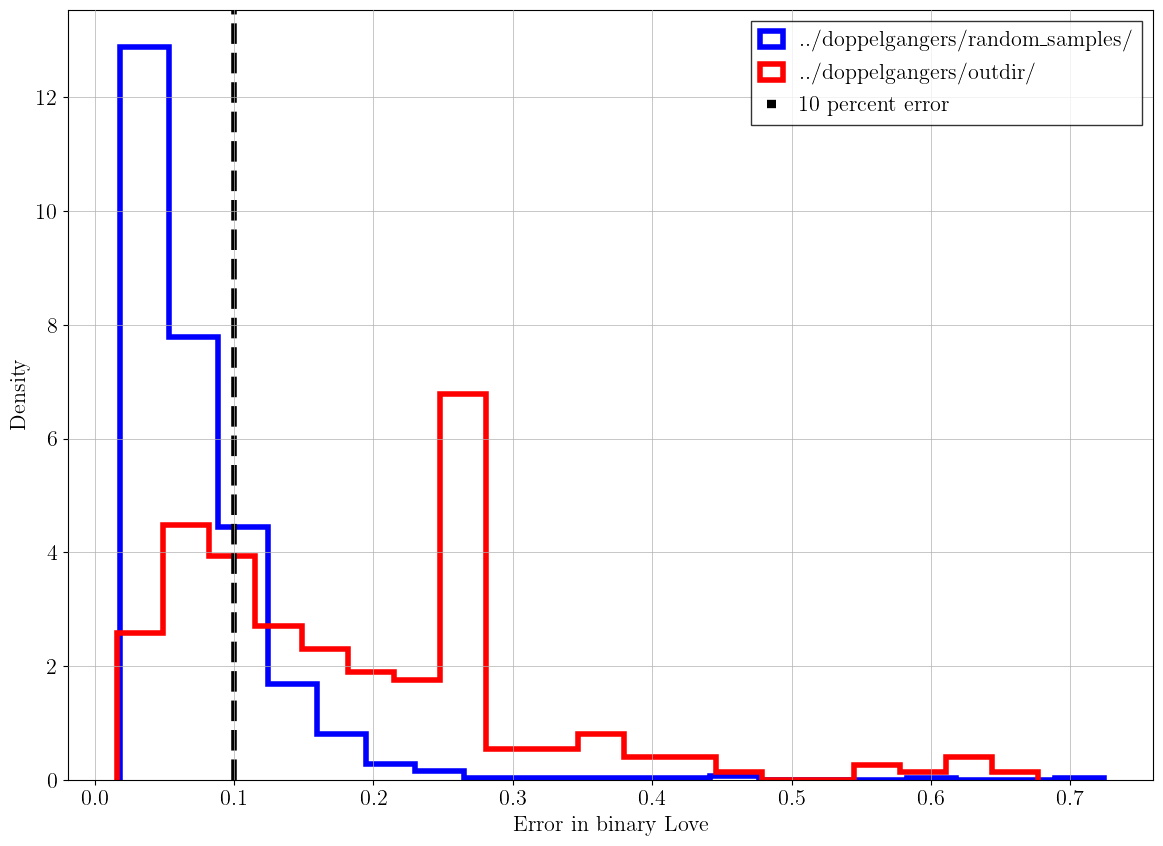 ../doppelgangers/random_samples/
../doppelgangers/outdir/
10 percent error
12
10
8
6
4
2
0
Density
0.0 0.1 0.2 0.3 0.4 0.5 0.6 0.7
Error in binary Love